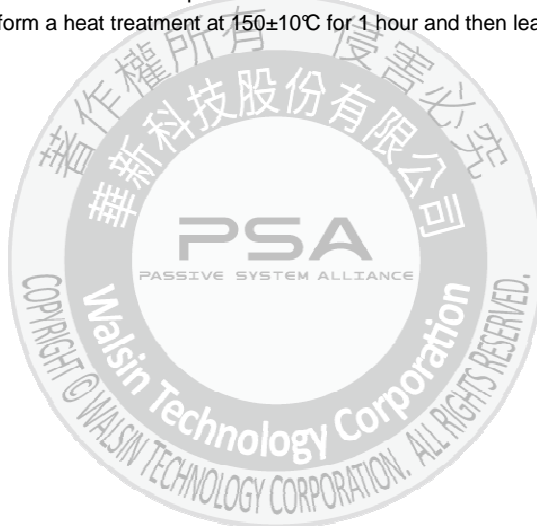 form a heat treatment at 150±10℃ for 1 hour and then lea
著作權所有 侵害必究
華新科技股份有限公司
PSA
PASSIVE SYSTEM ALLIANCE
Walsin Technology Corporation
COPYRIGHT © WALSIN TECHNOLOGY CORPORATION. ALL RIGHTS RESERVED.